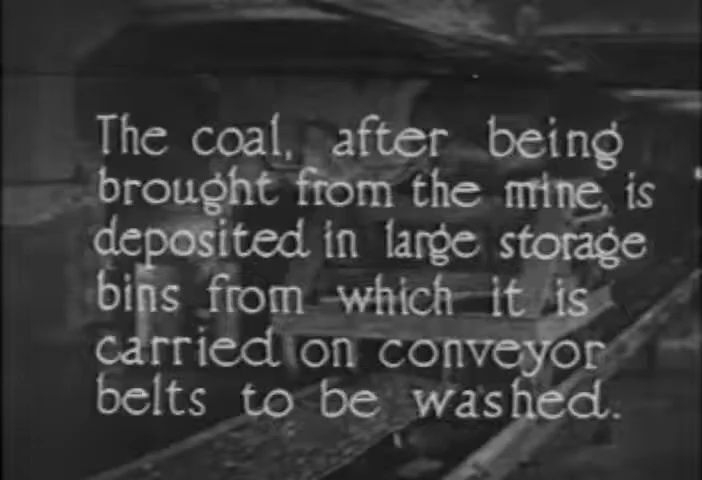 The coal, after being
brought from the mine, is
deposited in large storage
bins from which it is
carried on conveyor
belts to be washed.